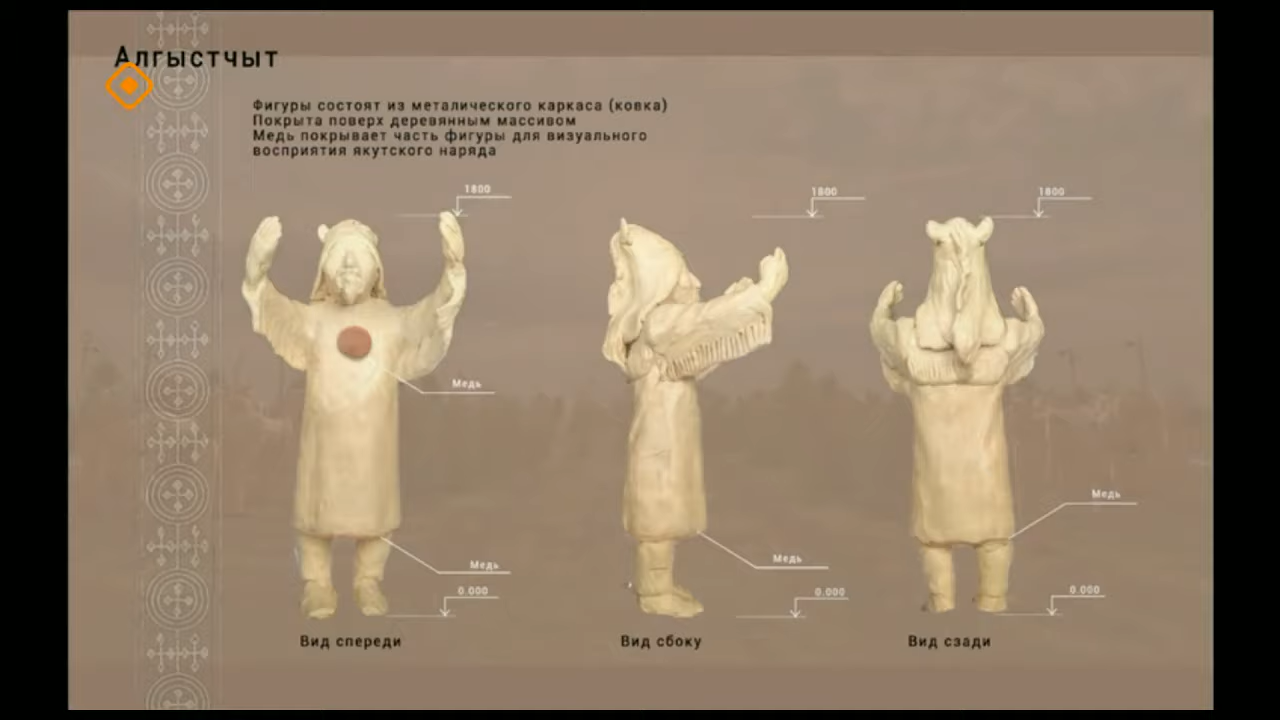 Алгыстчыт
Фигуры состоят из металического каркаса (ковка)
Покрыта поверх деревянным массивом
Медь покрывает часть фигуры для визуального
восприятия якутского наряда
1800
1800
1800
Медь
Медь
Медь
Медь
0.000
0.000
0.000
Вид спереди
Вид сбоку
Вид сзади